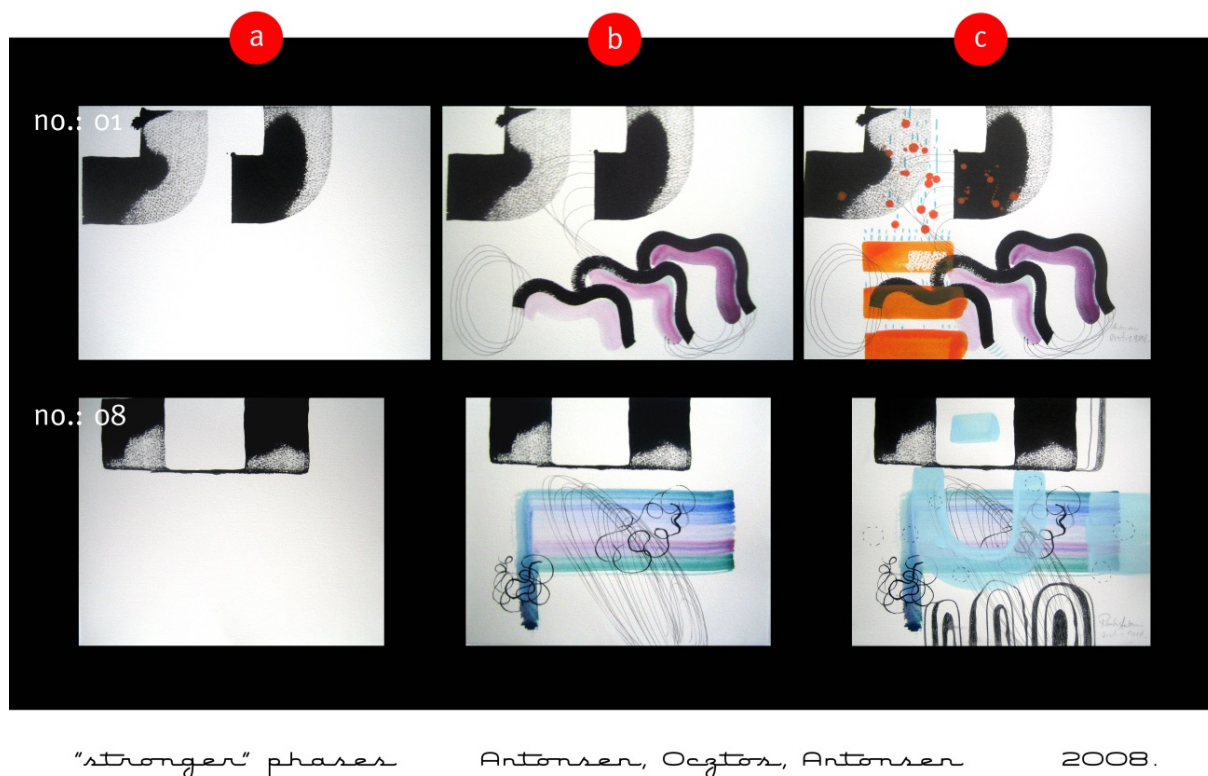 a b c
no.: 01
no.: 08
"stronger" phases Antonsen, Ocztos, Antonsen 2008.